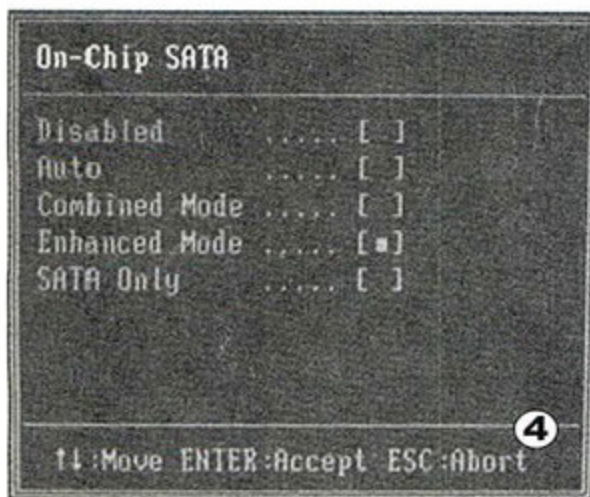 On-Chip SATA
Disabled ..... [ ]
Auto ..... [ ]
Combined Mode ..... [ ]
Enhanced Mode ..... [■]
SATA Only ..... [ ]
4
↑↓:Move ENTER:Accept ESC:Abort